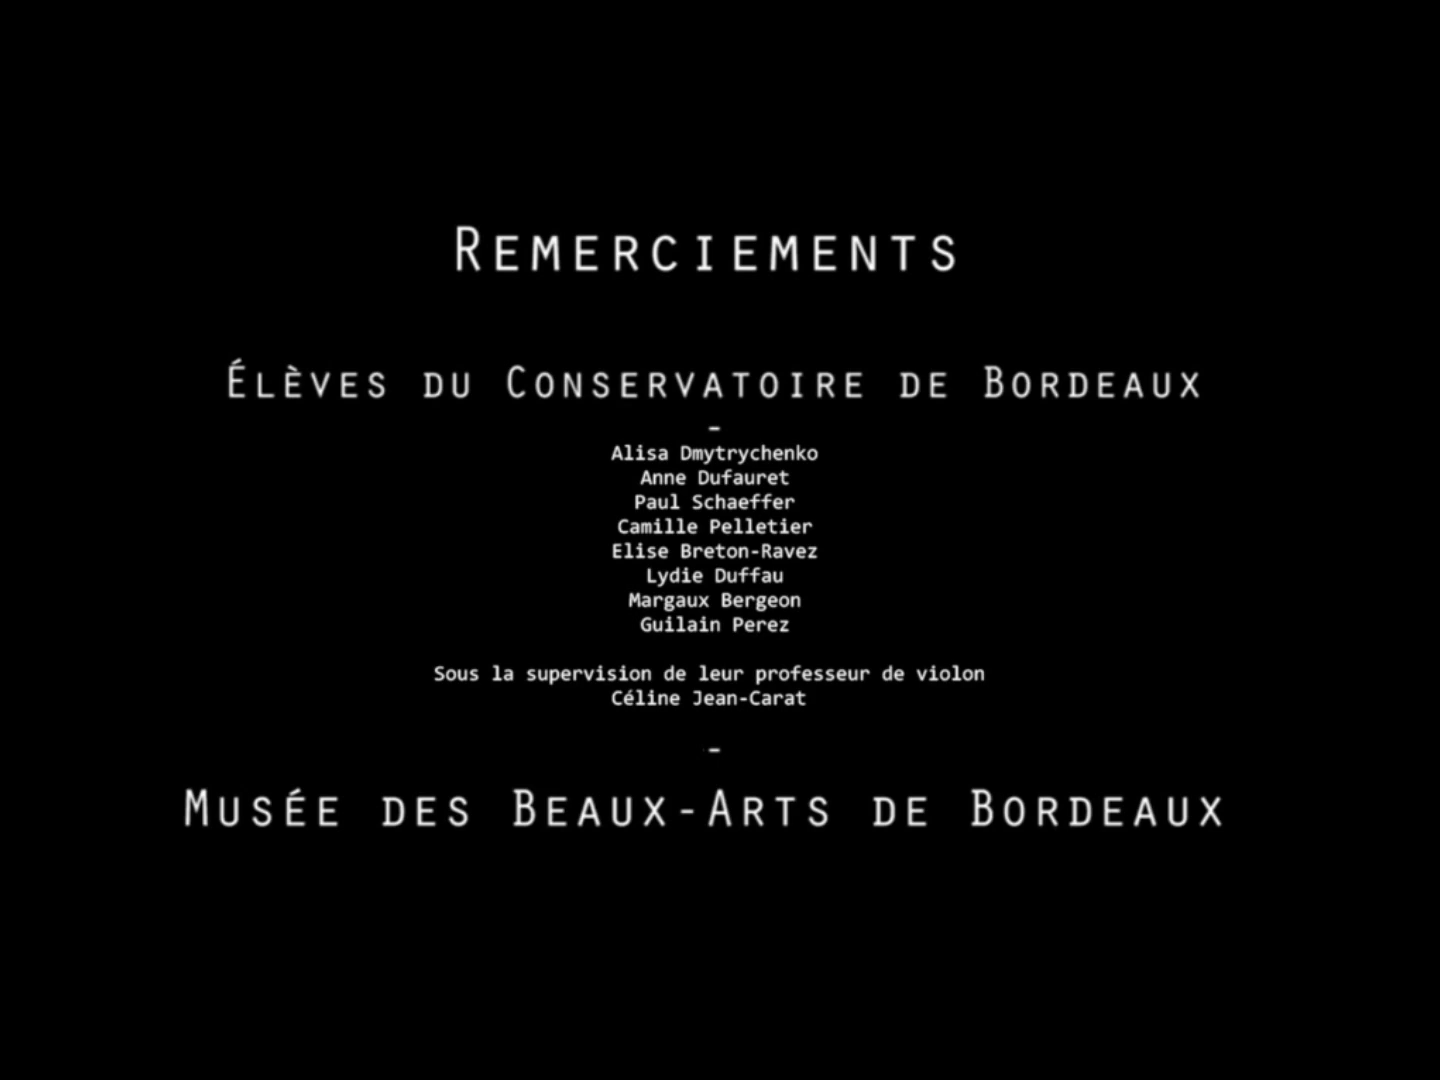 Remerciements
Élèves du Conservatoire de Bordeaux
-
Alisa Dmytrychenko
Anne Dufauret
Paul Schaeffer
Camille Pelletier
Elise Breton-Ravez
Lydie Duffau
Margaux Bergeon
Guilain Perez
Sous la supervision de leur professeur de violon
Céline Jean-Carat
-
Musée des Beaux-Arts de Bordeaux